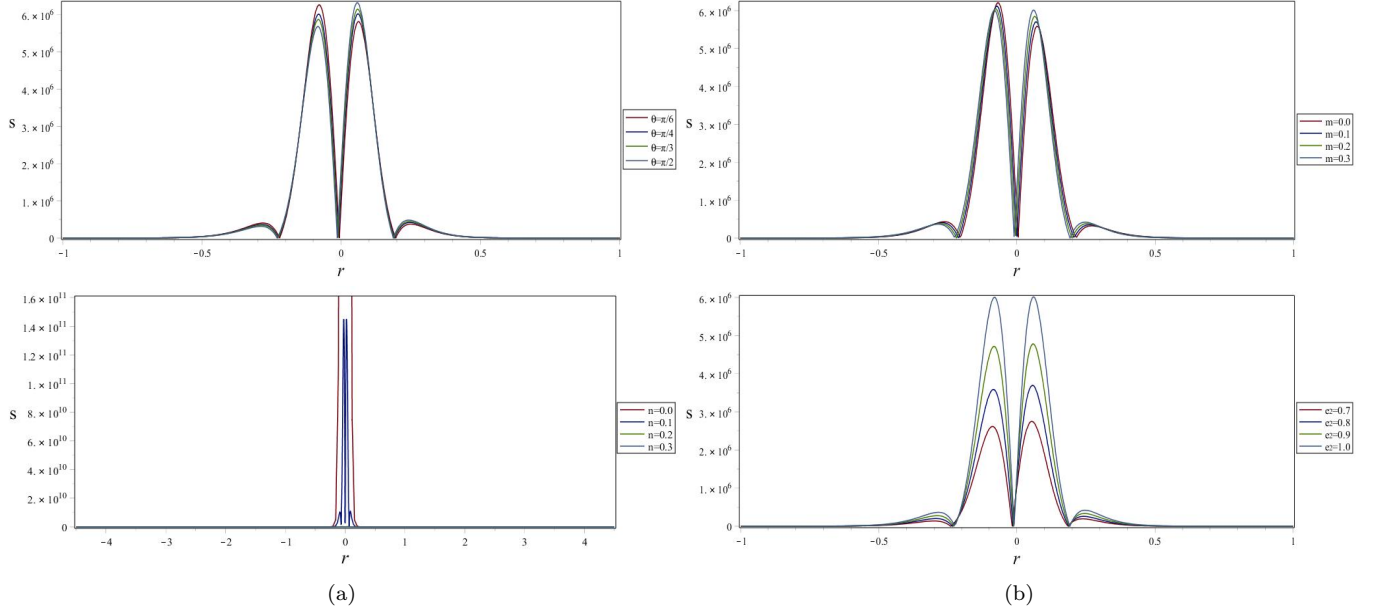 6. × 10⁶
5. × 10⁶
4. × 10⁶
S
3. × 10⁶
2. × 10⁶
1. × 10⁶
0
-1
-0.5
0
0.5
1
r
θ=π/6
θ=π/4
θ=π/3
θ=π/2
6. × 10⁶
5. × 10⁶
4. × 10⁶
S
3. × 10⁶
2. × 10⁶
1. × 10⁶
0
-1
-0.5
0
0.5
1
r
m=0.0
m=0.1
m=0.2
m=0.3
1.6 × 10¹¹
1.4 × 10¹¹
1.2 × 10¹¹
1. × 10¹¹
S
8. × 10¹⁰
6. × 10¹⁰
4. × 10¹⁰
2. × 10¹⁰
0
-4
-3
-2
-1
0
1
2
3
4
r
n=0.0
n=0.1
n=0.2
n=0.3
(a)
6. × 10⁶
5. × 10⁶
4. × 10⁶
S
3. × 10⁶
2. × 10⁶
1. × 10⁶
0
-1
-0.5
0
0.5
1
r
e₂=0.7
e₂=0.8
e₂=0.9
e₂=1.0
(b)